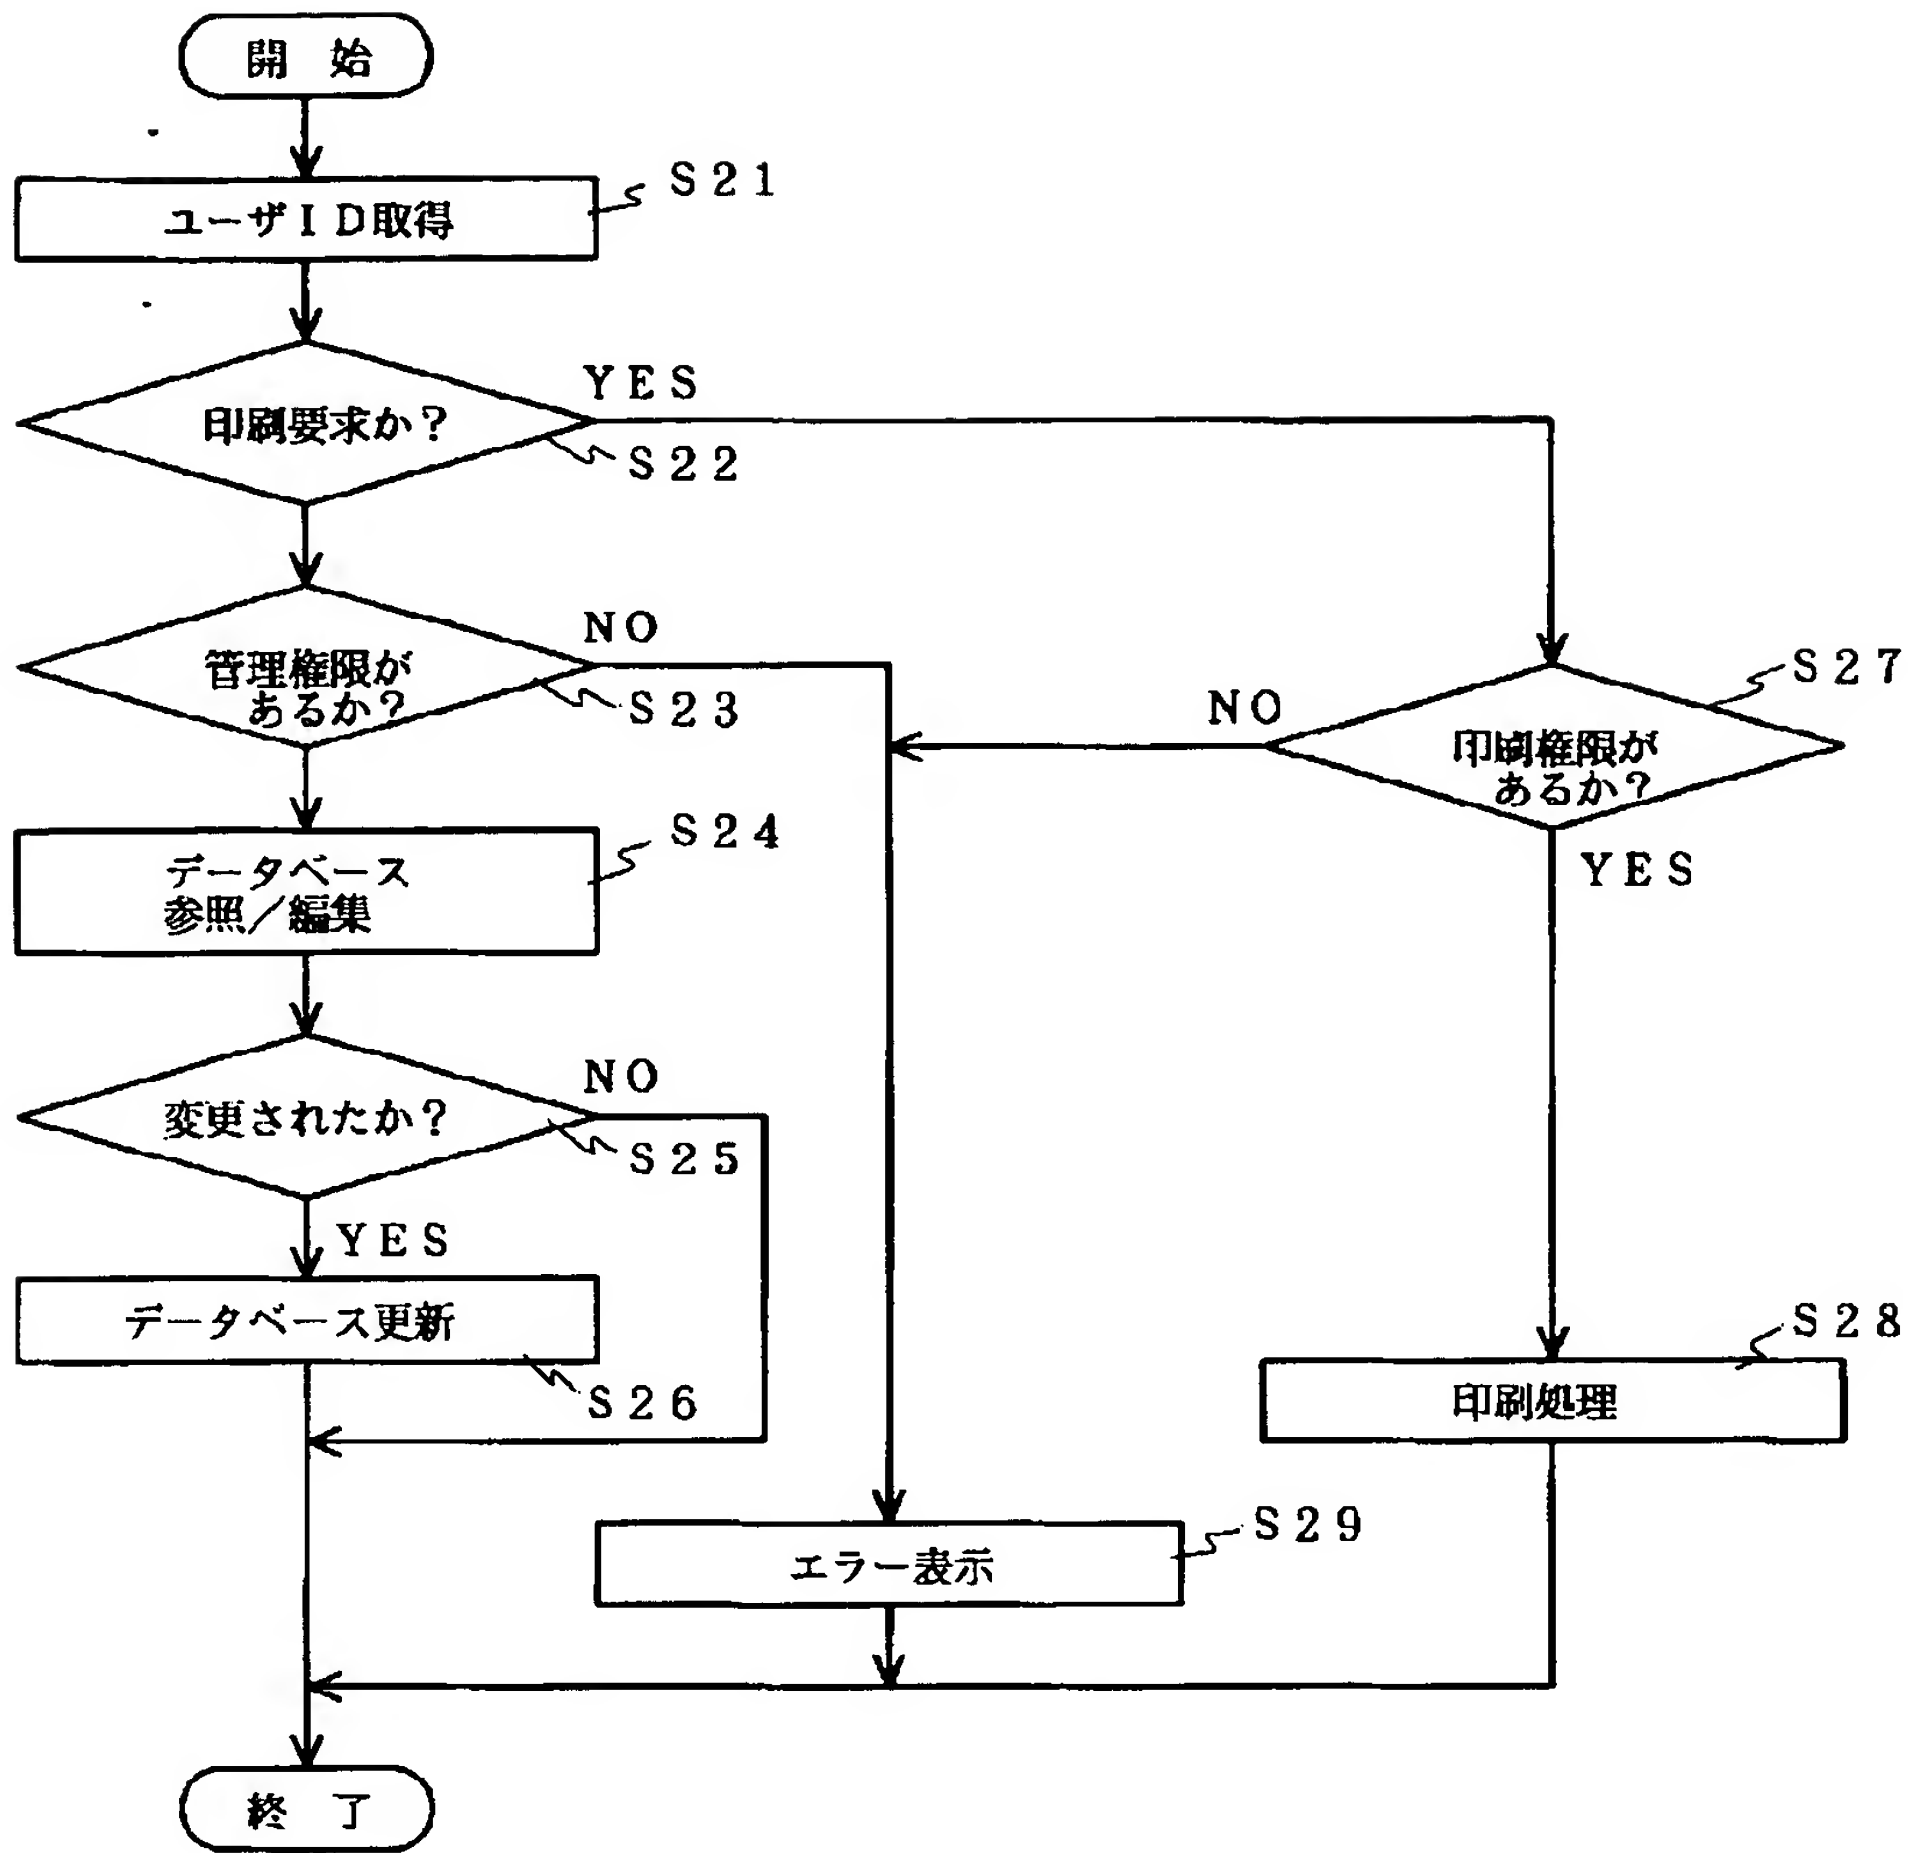 開 始
S21
ユーザID取得
YES
印刷要求か?
S22
NO
管理権限が
あるか?
S23
S27
NO
印刷権限が
あるか?
YES
S24
データベース
参照/編集
NO
変更されたか?
S25
YES
データベース更新
S26
S28
印刷処理
S29
エラー表示
終 了